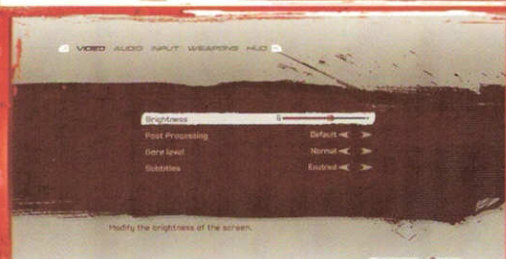 VIDEO AUDIO INPUT WEAPONS HUD
Brightness
Post Processing Default
Gore level Normal
Subtitles Enabled
Modify the brightness of the screen.